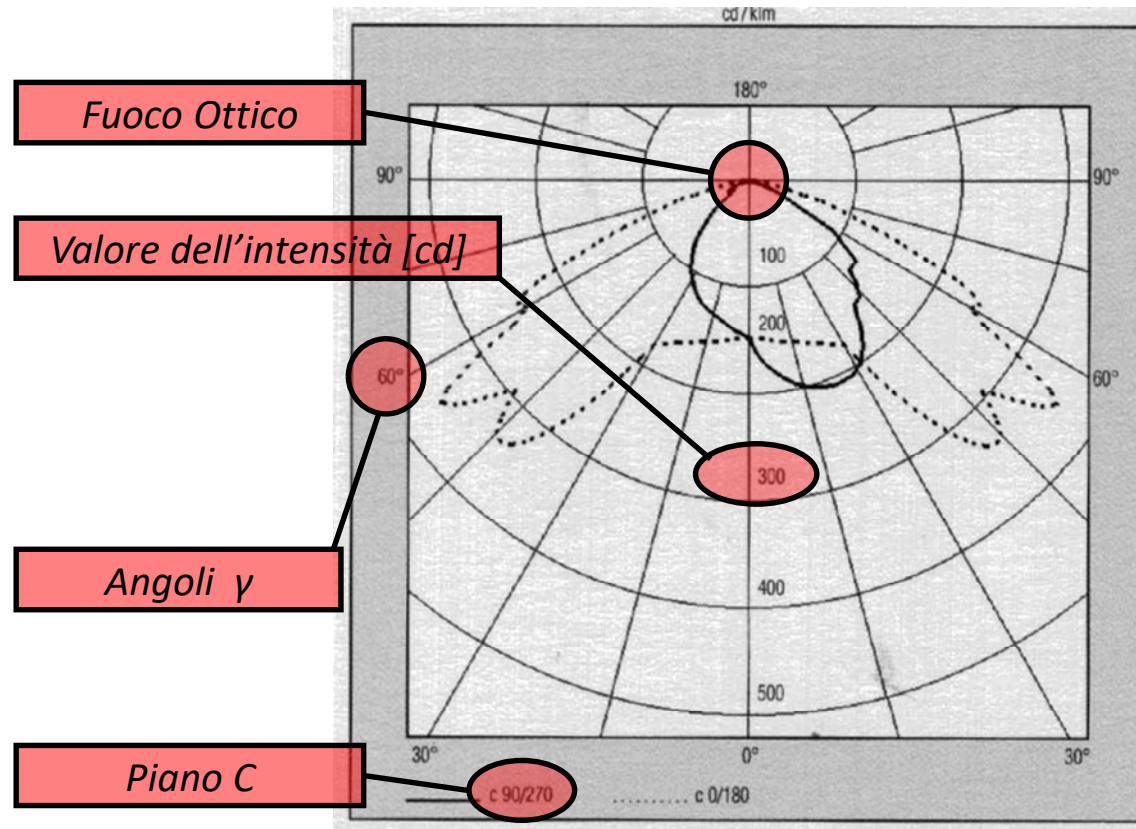 cd/klm
180°
Fuoco Ottico
90°
90°
Valore dell'intensità [cd]
100
200
60°
60°
300
Angoli γ
400
500
30°
0°
30°
Piano C
c 90/270
c 0/180